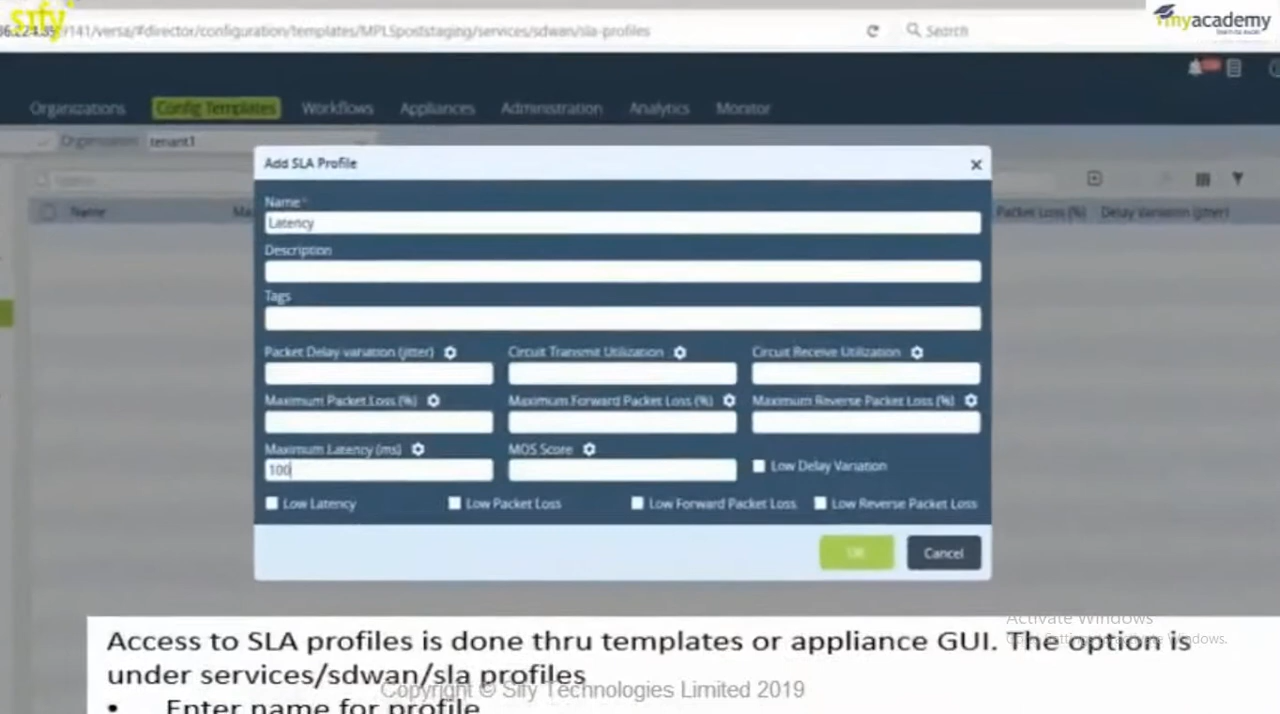 sify
myacademy
9141/versa/#director/configuration/templates/MPLSpoststaging/services/sdwan/sla-profiles
Search
Organizations Config Templates Workflows Appliances Administration Analytics Monitor
Organization tenant1
Add SLA Profile
Name
Packet Loss (%) Delay Variation (jitter)
Name*
Latency
Description
Tags
Packet Delay variation (jitter) Circuit Transmit Utilization Circuit Receive Utilization
Maximum Packet Loss (%) Maximum Forward Packet Loss (%) Maximum Reverse Packet Loss (%)
Maximum Latency (ms) MOS Score
100
Low Delay Variation
Low Latency Low Packet Loss Low Forward Packet Loss Low Reverse Packet Loss
OK Cancel
Activate Windows
Access to SLA profiles is done thru templates or appliance GUI. The option is
under services/sdwan/sla profiles
Copyright © Sify Technologies Limited 2019
• Enter name for profile